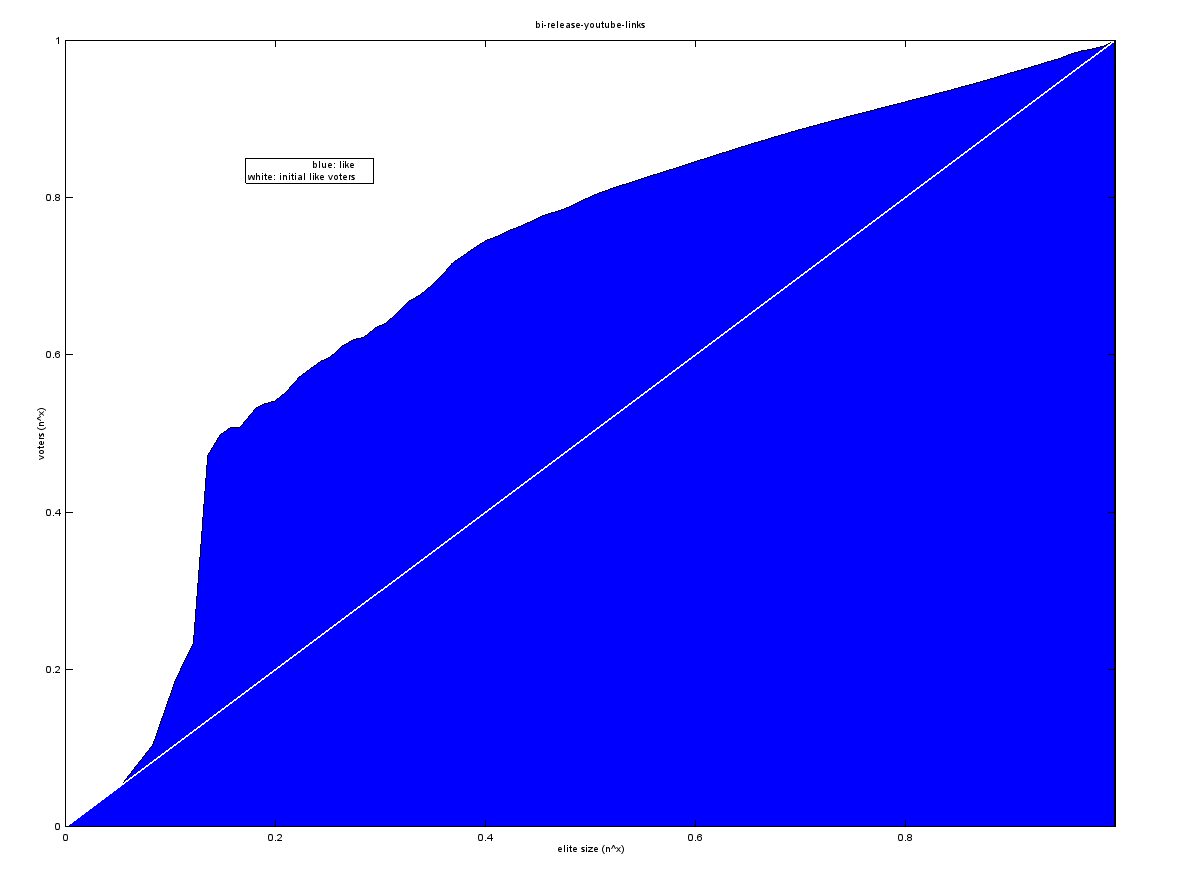 bi-release-youtube-links
1
blue: like
white: initial like voters
0.8
0.6
voters (n^x)
0.4
0.2
0
0 0.2 0.4 0.6 0.8
elite size (n^x)